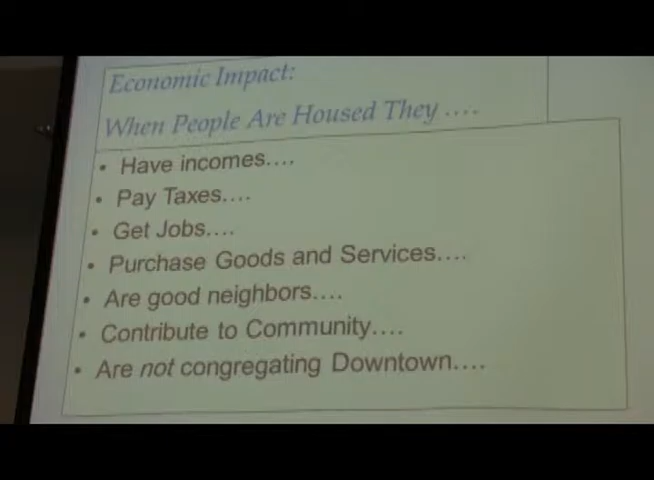 Economic Impact:
When People Are Housed They ....
• Have incomes....
• Pay Taxes....
• Get Jobs....
• Purchase Goods and Services....
• Are good neighbors....
• Contribute to Community....
• Are not congregating Downtown....